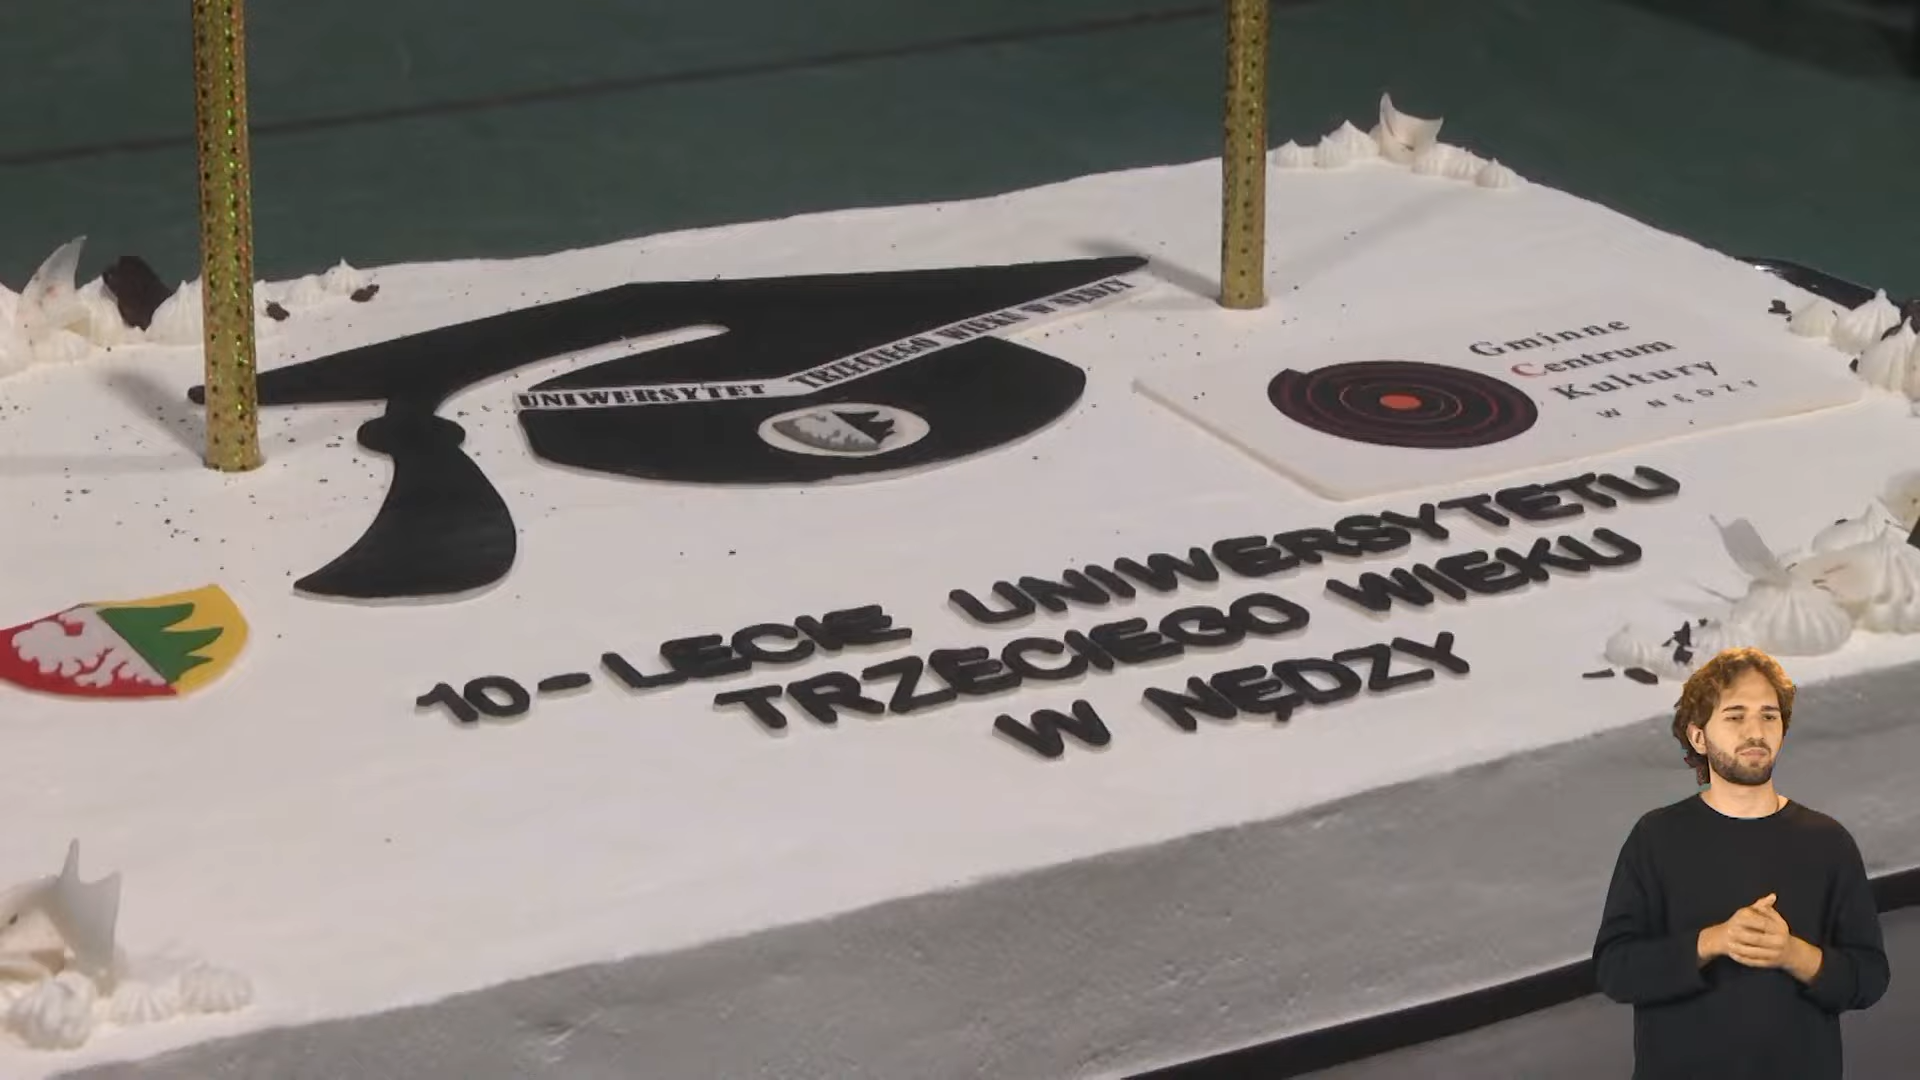 UNIWERSYTET TRZECIEGO WIEKU W NĘDZY
Gminne
Centrum
Kultury
W NĘDZY
10-LECIE UNIWERSYTETU
TRZECIEGO WIEKU
W NĘDZY